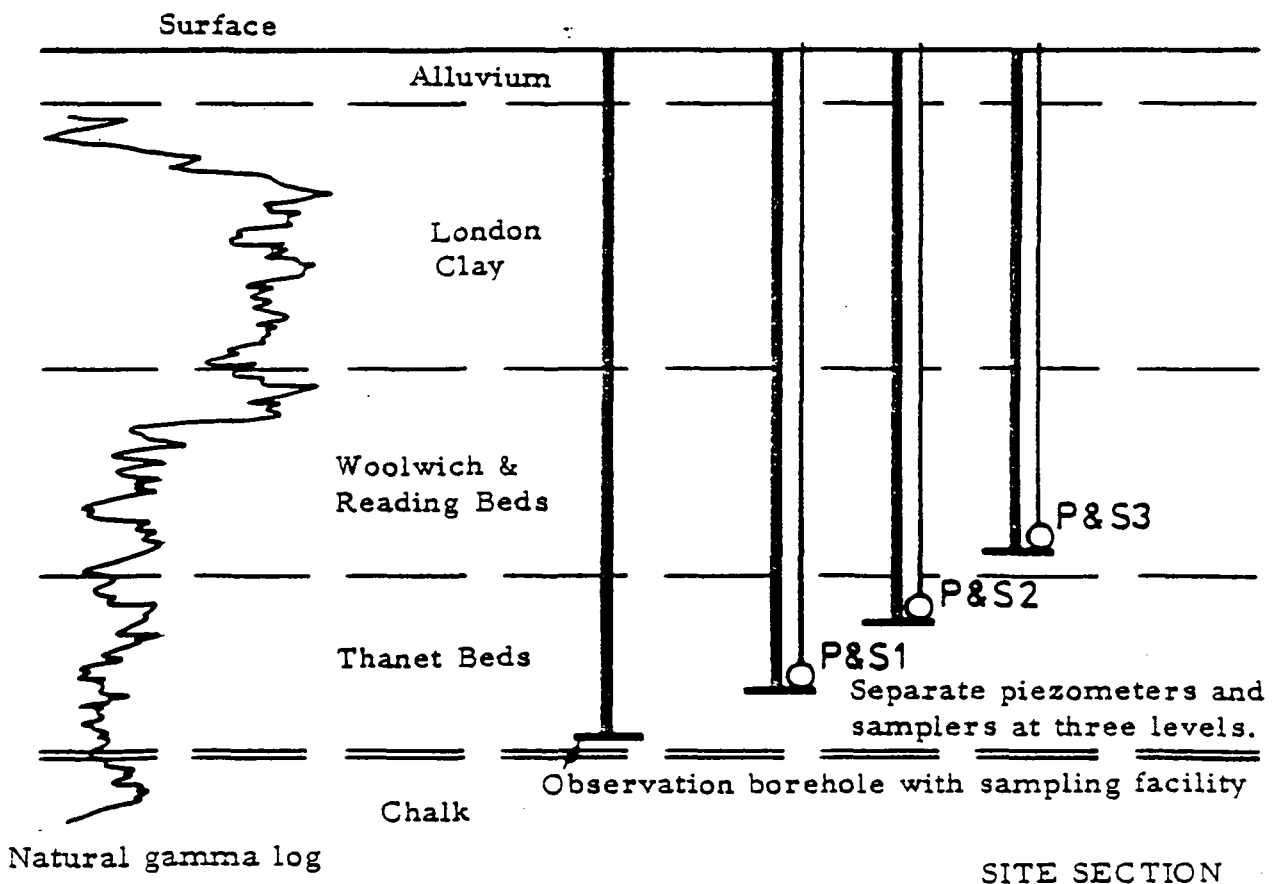 Surface
Alluvium
London
Clay
Woolwich &
Reading Beds
P&S3
P&S2
Thanet Beds
P&S1
Separate piezometers and
samplers at three levels.
Observation borehole with sampling facility
Chalk
Natural gamma log
SITE SECTION